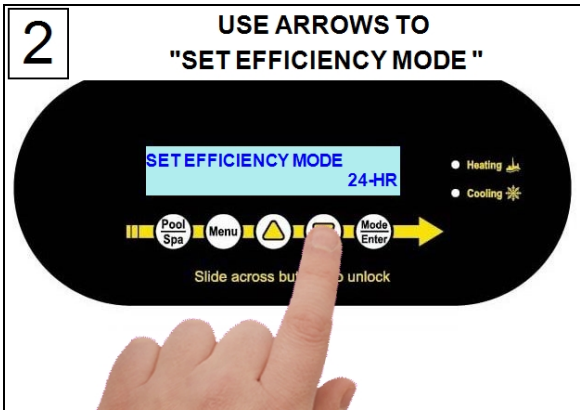 2
USE ARROWS TO
"SET EFFICIENCY MODE "
SET EFFICIENCY MODE
24-HR
Heating
Cooling
Pool
Spa
Menu
Mode
Enter
Slide across but o unlock